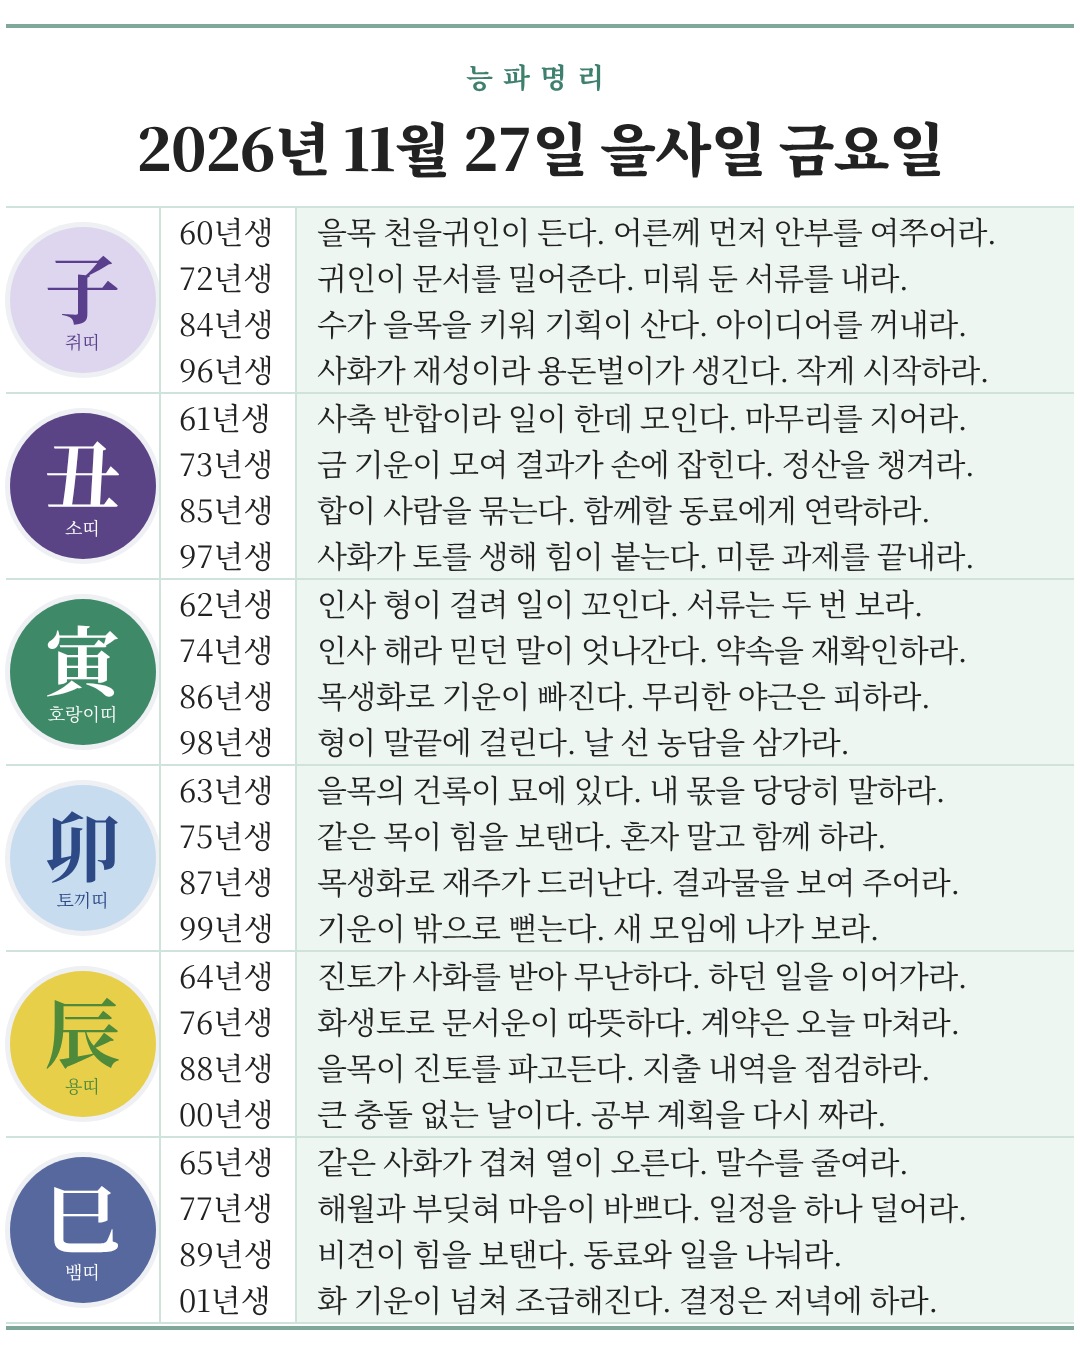 능파명리
2026년 11월 27일 을사일 금요일
子
쥐띠
60년생 을목 천을귀인이 든다. 어른께 먼저 안부를 여쭈어라.
72년생 귀인이 문서를 밀어준다. 미뤄 둔 서류를 내라.
84년생 수가 을목을 키워 기획이 산다. 아이디어를 꺼내라.
96년생 사화가 재성이라 용돈벌이가 생긴다. 작게 시작하라.
丑
소띠
61년생 사축 반합이라 일이 한데 모인다. 마무리를 지어라.
73년생 금 기운이 모여 결과가 손에 잡힌다. 정산을 챙겨라.
85년생 합이 사람을 묶는다. 함께할 동료에게 연락하라.
97년생 사화가 토를 생해 힘이 붙는다. 미룬 과제를 끝내라.
寅
호랑이띠
62년생 인사 형이 걸려 일이 꼬인다. 서류는 두 번 보라.
74년생 인사 해라 믿던 말이 엇나간다. 약속을 재확인하라.
86년생 목생화로 기운이 빠진다. 무리한 야근은 피하라.
98년생 형이 말끝에 걸린다. 날 선 농담을 삼가라.
卯
토끼띠
63년생 을목의 건록이 묘에 있다. 내 몫을 당당히 말하라.
75년생 같은 목이 힘을 보탠다. 혼자 말고 함께 하라.
87년생 목생화로 재주가 드러난다. 결과물을 보여 주어라.
99년생 기운이 밖으로 뻗는다. 새 모임에 나가 보라.
辰
용띠
64년생 진토가 사화를 받아 무난하다. 하던 일을 이어가라.
76년생 화생토로 문서운이 따뜻하다. 계약은 오늘 마쳐라.
88년생 을목이 진토를 파고든다. 지출 내역을 점검하라.
00년생 큰 충돌 없는 날이다. 공부 계획을 다시 짜라.
巳
뱀띠
65년생 같은 사화가 겹쳐 열이 오른다. 말수를 줄여라.
77년생 해월과 부딪혀 마음이 바쁘다. 일정을 하나 덜어라.
89년생 비견이 힘을 보탠다. 동료와 일을 나눠라.
01년생 화 기운이 넘쳐 조급해진다. 결정은 저녁에 하라.